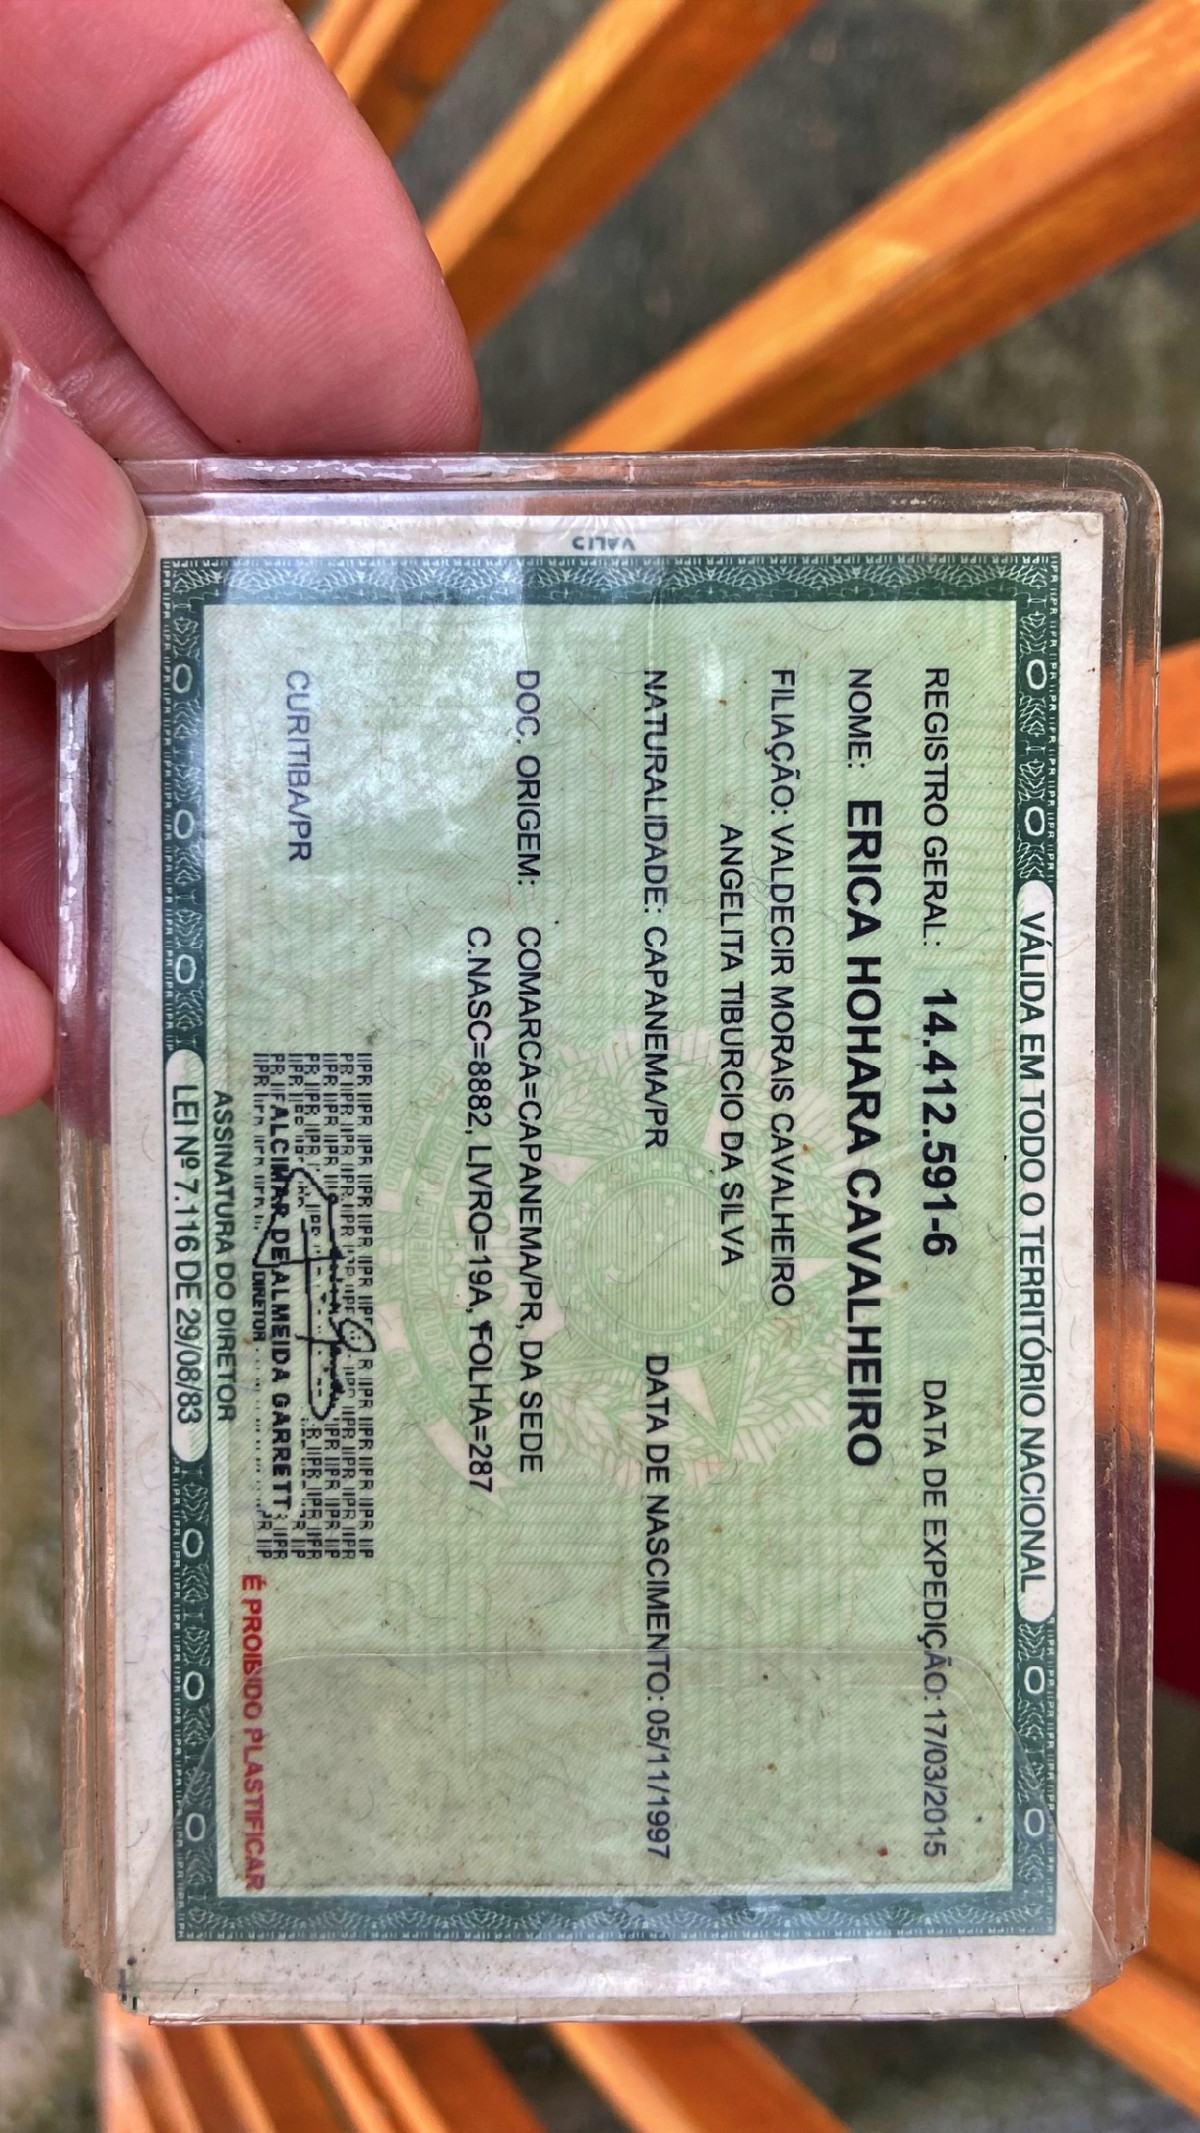 VÁLIDA EM TODO O TERRITÓRIO NACIONAL
REGISTRO GERAL: 14.412.591-6 DATA DE EXPEDIÇÃO: 17/03/2015
NOME: ERICA HOHARA CAVALHEIRO
FILIAÇÃO: VALDECIR MORAIS CAVALHEIRO
ANGELITA TIBURCIO DA SILVA
NATURALIDADE: CAPANEMA/PR DATA DE NASCIMENTO: 05/11/1997
DOC. ORIGEM: COMARCA=CAPANEMA/PR, DA SEDE
C.NASC=8882, LIVRO=19A, FOLHA=287
CURITIBA/PR
ALCIMAR DE ALMEIDA GARRETT
DIRETOR
ASSINATURA DO DIRETOR
É PROIBIDO PLASTIFICAR
LEI Nº 7.116 DE 29/08/83